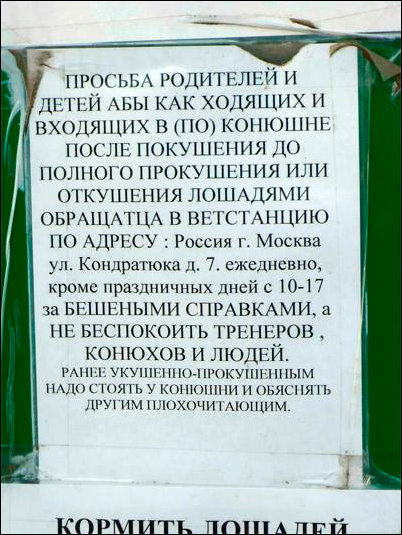 ПРОСЬБА РОДИТЕЛЕЙ И
ДЕТЕЙ АБЫ КАК ХОДЯЩИХ И
ВХОДЯЩИХ В (ПО) КОНЮШНЕ
ПОСЛЕ ПОКУШЕНИЯ ДО
ПОЛНОГО ПРОКУШЕНИЯ ИЛИ
ОТКУШЕНИЯ ЛОШАДЯМИ
ОБРАЩАТЦА В ВЕТСТАНЦИЮ
ПО АДРЕСУ : Россия г. Москва
ул. Кондратюка д. 7. ежедневно,
кроме праздничных дней с 10-17
за БЕШЕНЫМИ СПРАВКАМИ, а
НЕ БЕСПОКОИТЬ ТРЕНЕРОВ ,
КОНЮХОВ И ЛЮДЕЙ.
РАНЕЕ УКУШЕННО-ПРОКУШЕННЫМ
НАДО СТОЯТЬ У КОНЮШНИ И ОБЯСНЯТЬ
ДРУГИМ ПЛОХОЧИТАЮЩИМ.
КОРМИТЬ ЛОШАДЕЙ